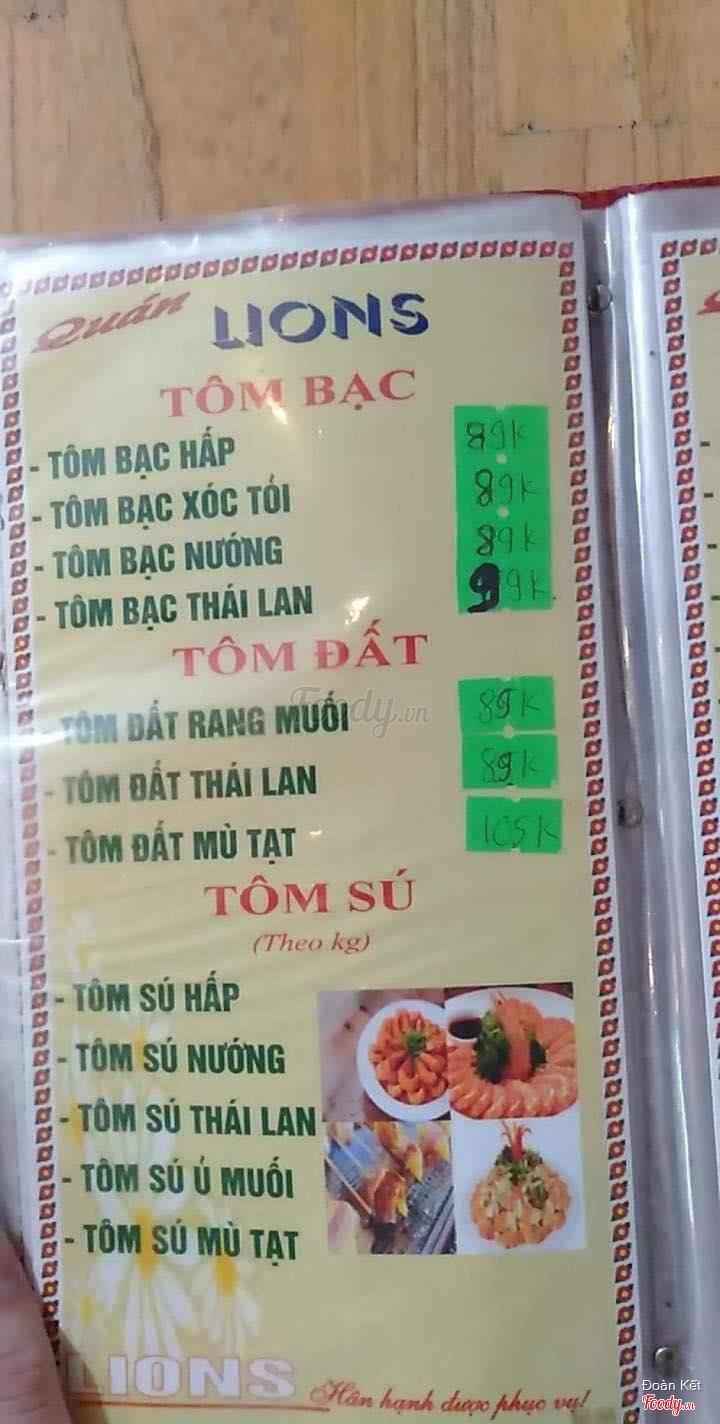 Quán LIONS
TÔM BẠC
- TÔM BẠC HẤP 89K
- TÔM BẠC XÓC TỎI 89K
- TÔM BẠC NƯỚNG 89K
- TÔM BẠC THÁI LAN 99K
TÔM ĐẤT
- TÔM ĐẤT RANG MUỐI 89K
- TÔM ĐẤT THÁI LAN 89K
- TÔM ĐẤT MÙ TẠT 105K
TÔM SÚ
(Theo kg)
- TÔM SÚ HẤP
- TÔM SÚ NƯỚNG
- TÔM SÚ THÁI LAN
- TÔM SÚ Ủ MUỐI
- TÔM SÚ MÙ TẠT
LIONS Hân hạnh được phục vụ!
Foody.vn
Đoàn Kết
Foody.vn